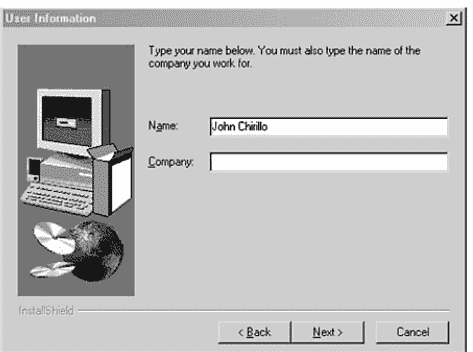 User Information
Type your name below. You must also type the name of the
company you work for.
Name: John Chirillo
Company:
InstallShield
< Back Next > Cancel